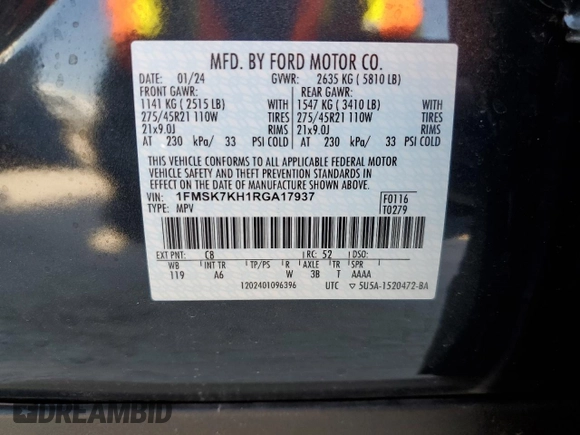 MFD. BY FORD MOTOR CO.
DATE: 01/24 GVWR: 2635 KG ( 5810 LB)
FRONT GAWR: REAR GAWR:
1141 KG ( 2515 LB) WITH 1547 KG ( 3410 LB) WITH
275/45R21 110W TIRES 275/45R21 110W TIRES
21x9.0J RIMS 21x9.0J RIMS
AT 230 kPa/ 33 PSI COLD AT 230 kPa/ 33 PSI COLD
THIS VEHICLE CONFORMS TO ALL APPLICABLE FEDERAL MOTOR
VEHICLE SAFETY AND THEFT PREVENTION STANDARDS IN
EFFECT ON THE DATE OF MANUFACTURE SHOWN ABOVE.
VIN: 1FMSK7KH1RGA17937 F0116
TYPE: MPV T0279
EXT PNT: C8 RC: 52 DSO:
WB INT TR TP/PS R AXLE TR SPR
119 A6 W 3B T AAAA
1202401096396 UTC 5U5A-1520472-BA
DREAMBID